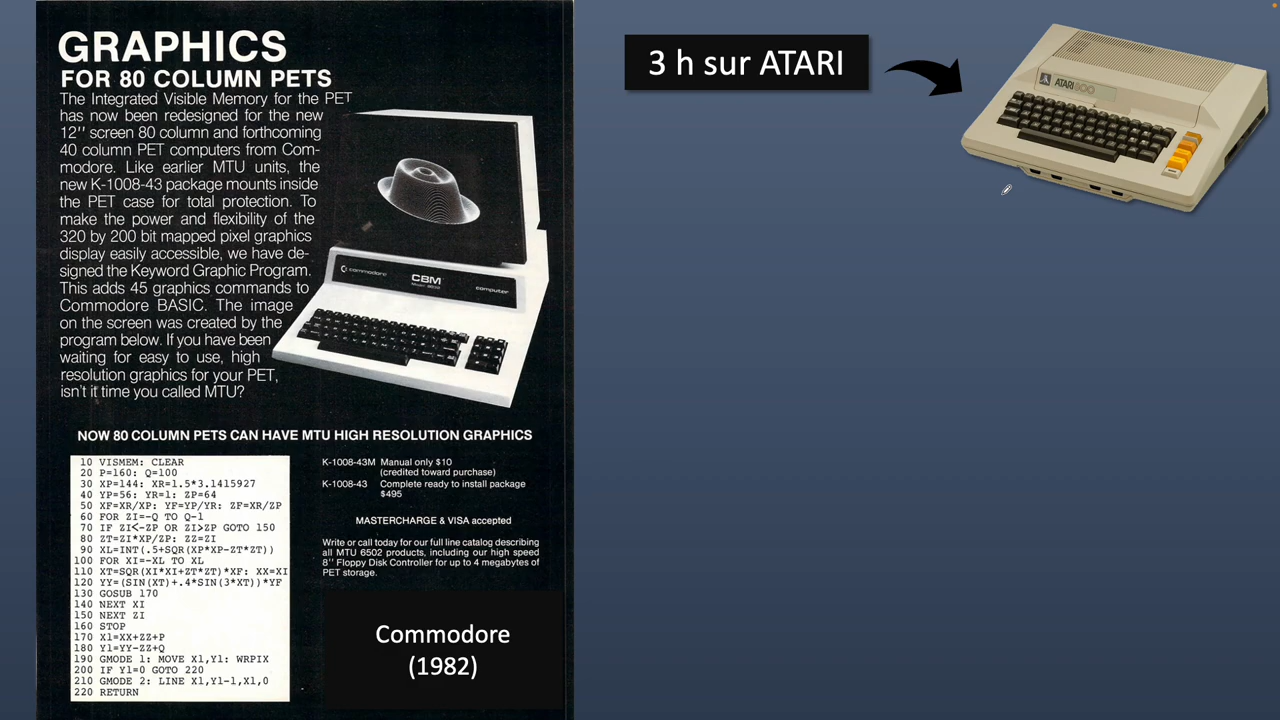 GRAPHICS
FOR 80 COLUMN PETS
The Integrated Visible Memory for the PET
has now been redesigned for the new
12'' screen 80 column and forthcoming
40 column PET computers from Com-
modore. Like earlier MTU units, the
new K-1008-43 package mounts inside
the PET case for total protection. To
make the power and flexibility of the
320 by 200 bit mapped pixel graphics
display easily accessible, we have de-
signed the Keyword Graphic Program.
This adds 45 graphics commands to
Commodore BASIC. The image
on the screen was created by the
program below. If you have been
waiting for easy to use, high
resolution graphics for your PET,
isn't it time you called MTU?
commodore
CBM
computer
NOW 80 COLUMN PETS CAN HAVE MTU HIGH RESOLUTION GRAPHICS
10 VISMEM: CLEAR
20 P=160: Q=100
30 XP=144: XR=1.5*3.1415927
40 YP=56: YR=1: ZP=64
50 XF=XR/XP: YF=YP/YR: ZF=XR/ZP
60 FOR ZI=-Q TO Q-1
70 IF ZI<-ZP OR ZI>ZP GOTO 150
80 ZT=ZI*XP/ZP: ZZ=ZI
90 XL=INT(.5+SQR(XP*XP-ZT*ZT))
100 FOR XI=-XL TO XL
110 XT=SQR(XI*XI+ZT*ZT)*XF: XX=XI
120 YY=(SIN(XT)+.4*SIN(3*XT))*YF
130 GOSUB 170
140 NEXT XI
150 NEXT ZI
160 STOP
170 X1=XX+ZZ+P
180 Y1=YY-ZZ+Q
190 GMODE 1: MOVE X1,Y1: WRPIX
200 IF Y1=0 GOTO 220
210 GMODE 2: LINE X1,Y1-1,X1,0
220 RETURN
K-1008-43M Manual only $10
(credited toward purchase)
K-1008-43 Complete ready to install package
$495
MASTERCHARGE & VISA accepted
Write or call today for our full line catalog describing
all MTU 6502 products, including our high speed
8'' Floppy Disk Controller for up to 4 megabytes of
PET storage.
Commodore
(1982)
3 h sur ATARI
ATARI 800